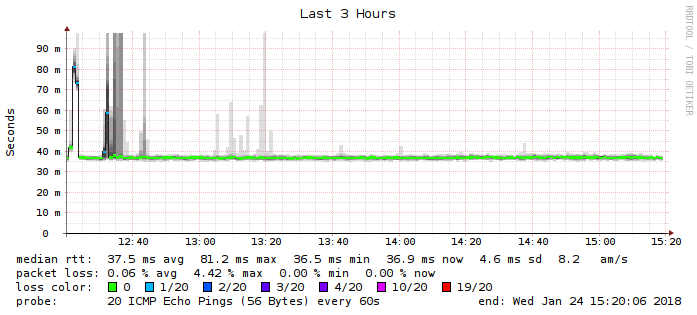 Last 3 Hours
RRDTOOL / TOBI OETIKER
Seconds
90 m
80 m
70 m
60 m
50 m
40 m
30 m
20 m
10 m
0
12:40 13:00 13:20 13:40 14:00 14:20 14:40 15:00 15:20
median rtt: 37.5 ms avg 81.2 ms max 36.5 ms min 36.9 ms now 4.6 ms sd 8.2 am/s
packet loss: 0.06 % avg 4.42 % max 0.00 % min 0.00 % now
loss color: 0 1/20 2/20 3/20 4/20 10/20 19/20
probe: 20 ICMP Echo Pings (56 Bytes) every 60s end: Wed Jan 24 15:20:06 2018